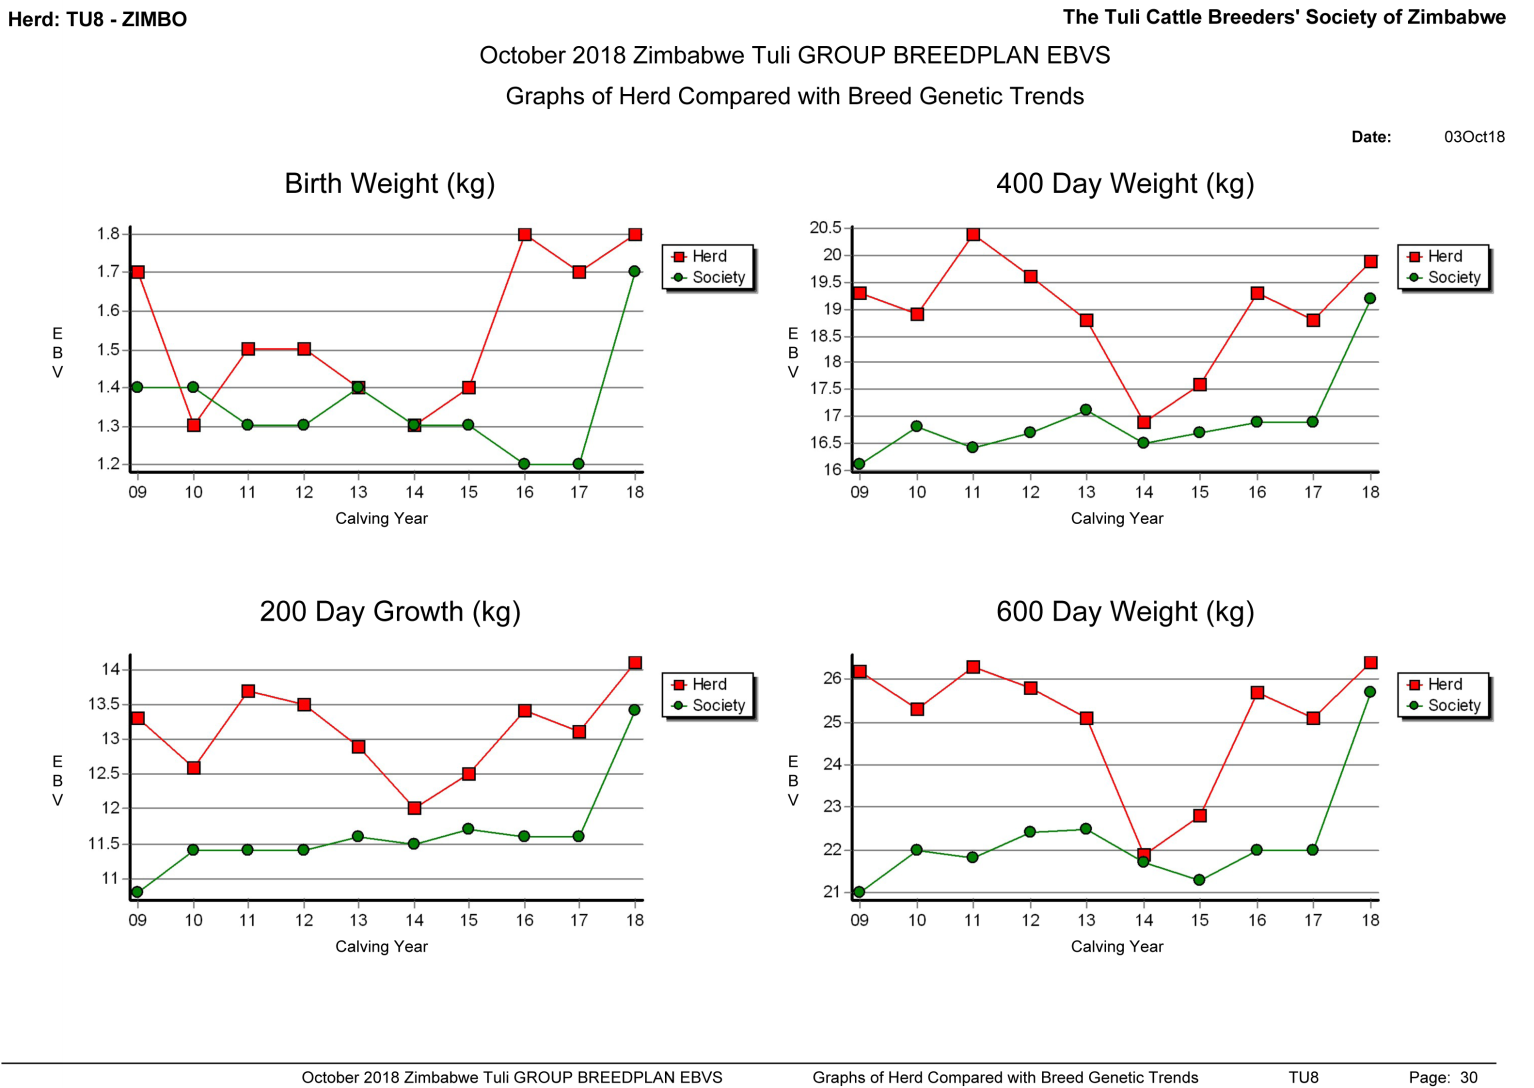 Herd: TU8 - ZIMBO
The Tuli Cattle Breeders' Society of Zimbabwe
October 2018 Zimbabwe Tuli GROUP BREEDPLAN EBVS
Graphs of Herd Compared with Breed Genetic Trends
Date: 03Oct18
Birth Weight (kg)
1.8
1.7
1.6
1.5
1.4
1.3
1.2
E
B
V
09 10 11 12 13 14 15 16 17 18
Calving Year
Herd
Society
400 Day Weight (kg)
20.5
20
19.5
19
18.5
18
17.5
17
16.5
16
E
B
V
09 10 11 12 13 14 15 16 17 18
Calving Year
Herd
Society
200 Day Growth (kg)
14
13.5
13
12.5
12
11.5
11
E
B
V
09 10 11 12 13 14 15 16 17 18
Calving Year
Herd
Society
600 Day Weight (kg)
26
25
24
23
22
21
E
B
V
09 10 11 12 13 14 15 16 17 18
Calving Year
Herd
Society
October 2018 Zimbabwe Tuli GROUP BREEDPLAN EBVS Graphs of Herd Compared with Breed Genetic Trends TU8 Page: 30